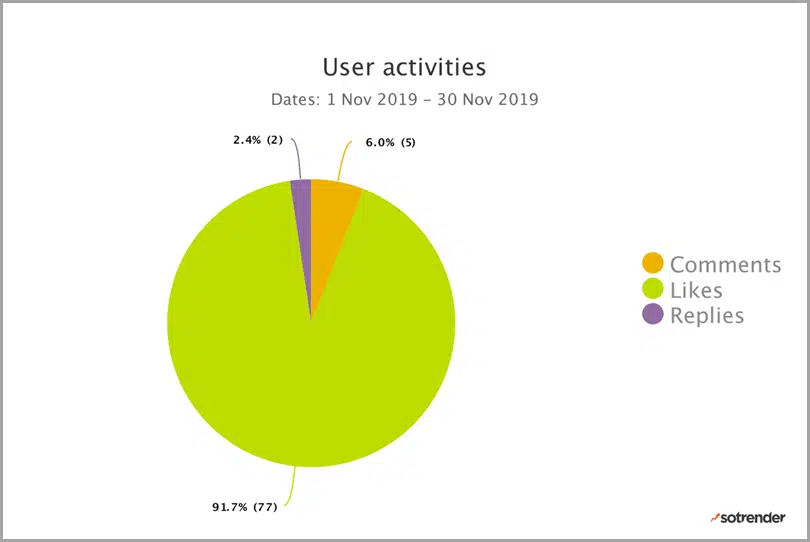 User activities
Dates: 1 Nov 2019 – 30 Nov 2019
2.4% (2)
6.0% (5)
Comments
Likes
Replies
91.7% (77)
sotrender